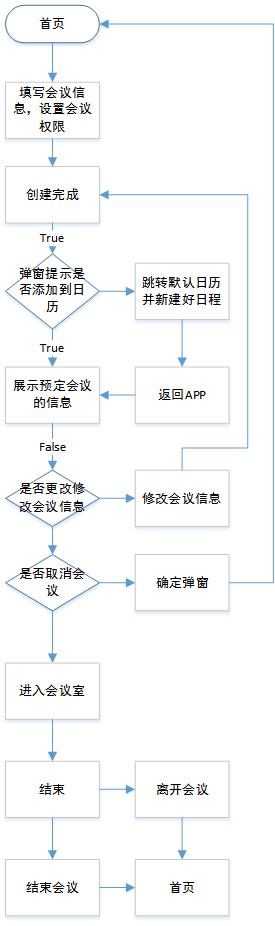 首页
填写会议信
息，设置会议
权限
创建完成
True
弹窗提示是
否添加到日
历
跳转默认日历
并新建好日程
True
展示预定会议
的信息
返回APP
False
是否更改修
改会议信息
修改会议信息
是否取消会
议
确定弹窗
进入会议室
结束
离开会议
结束会议
首页